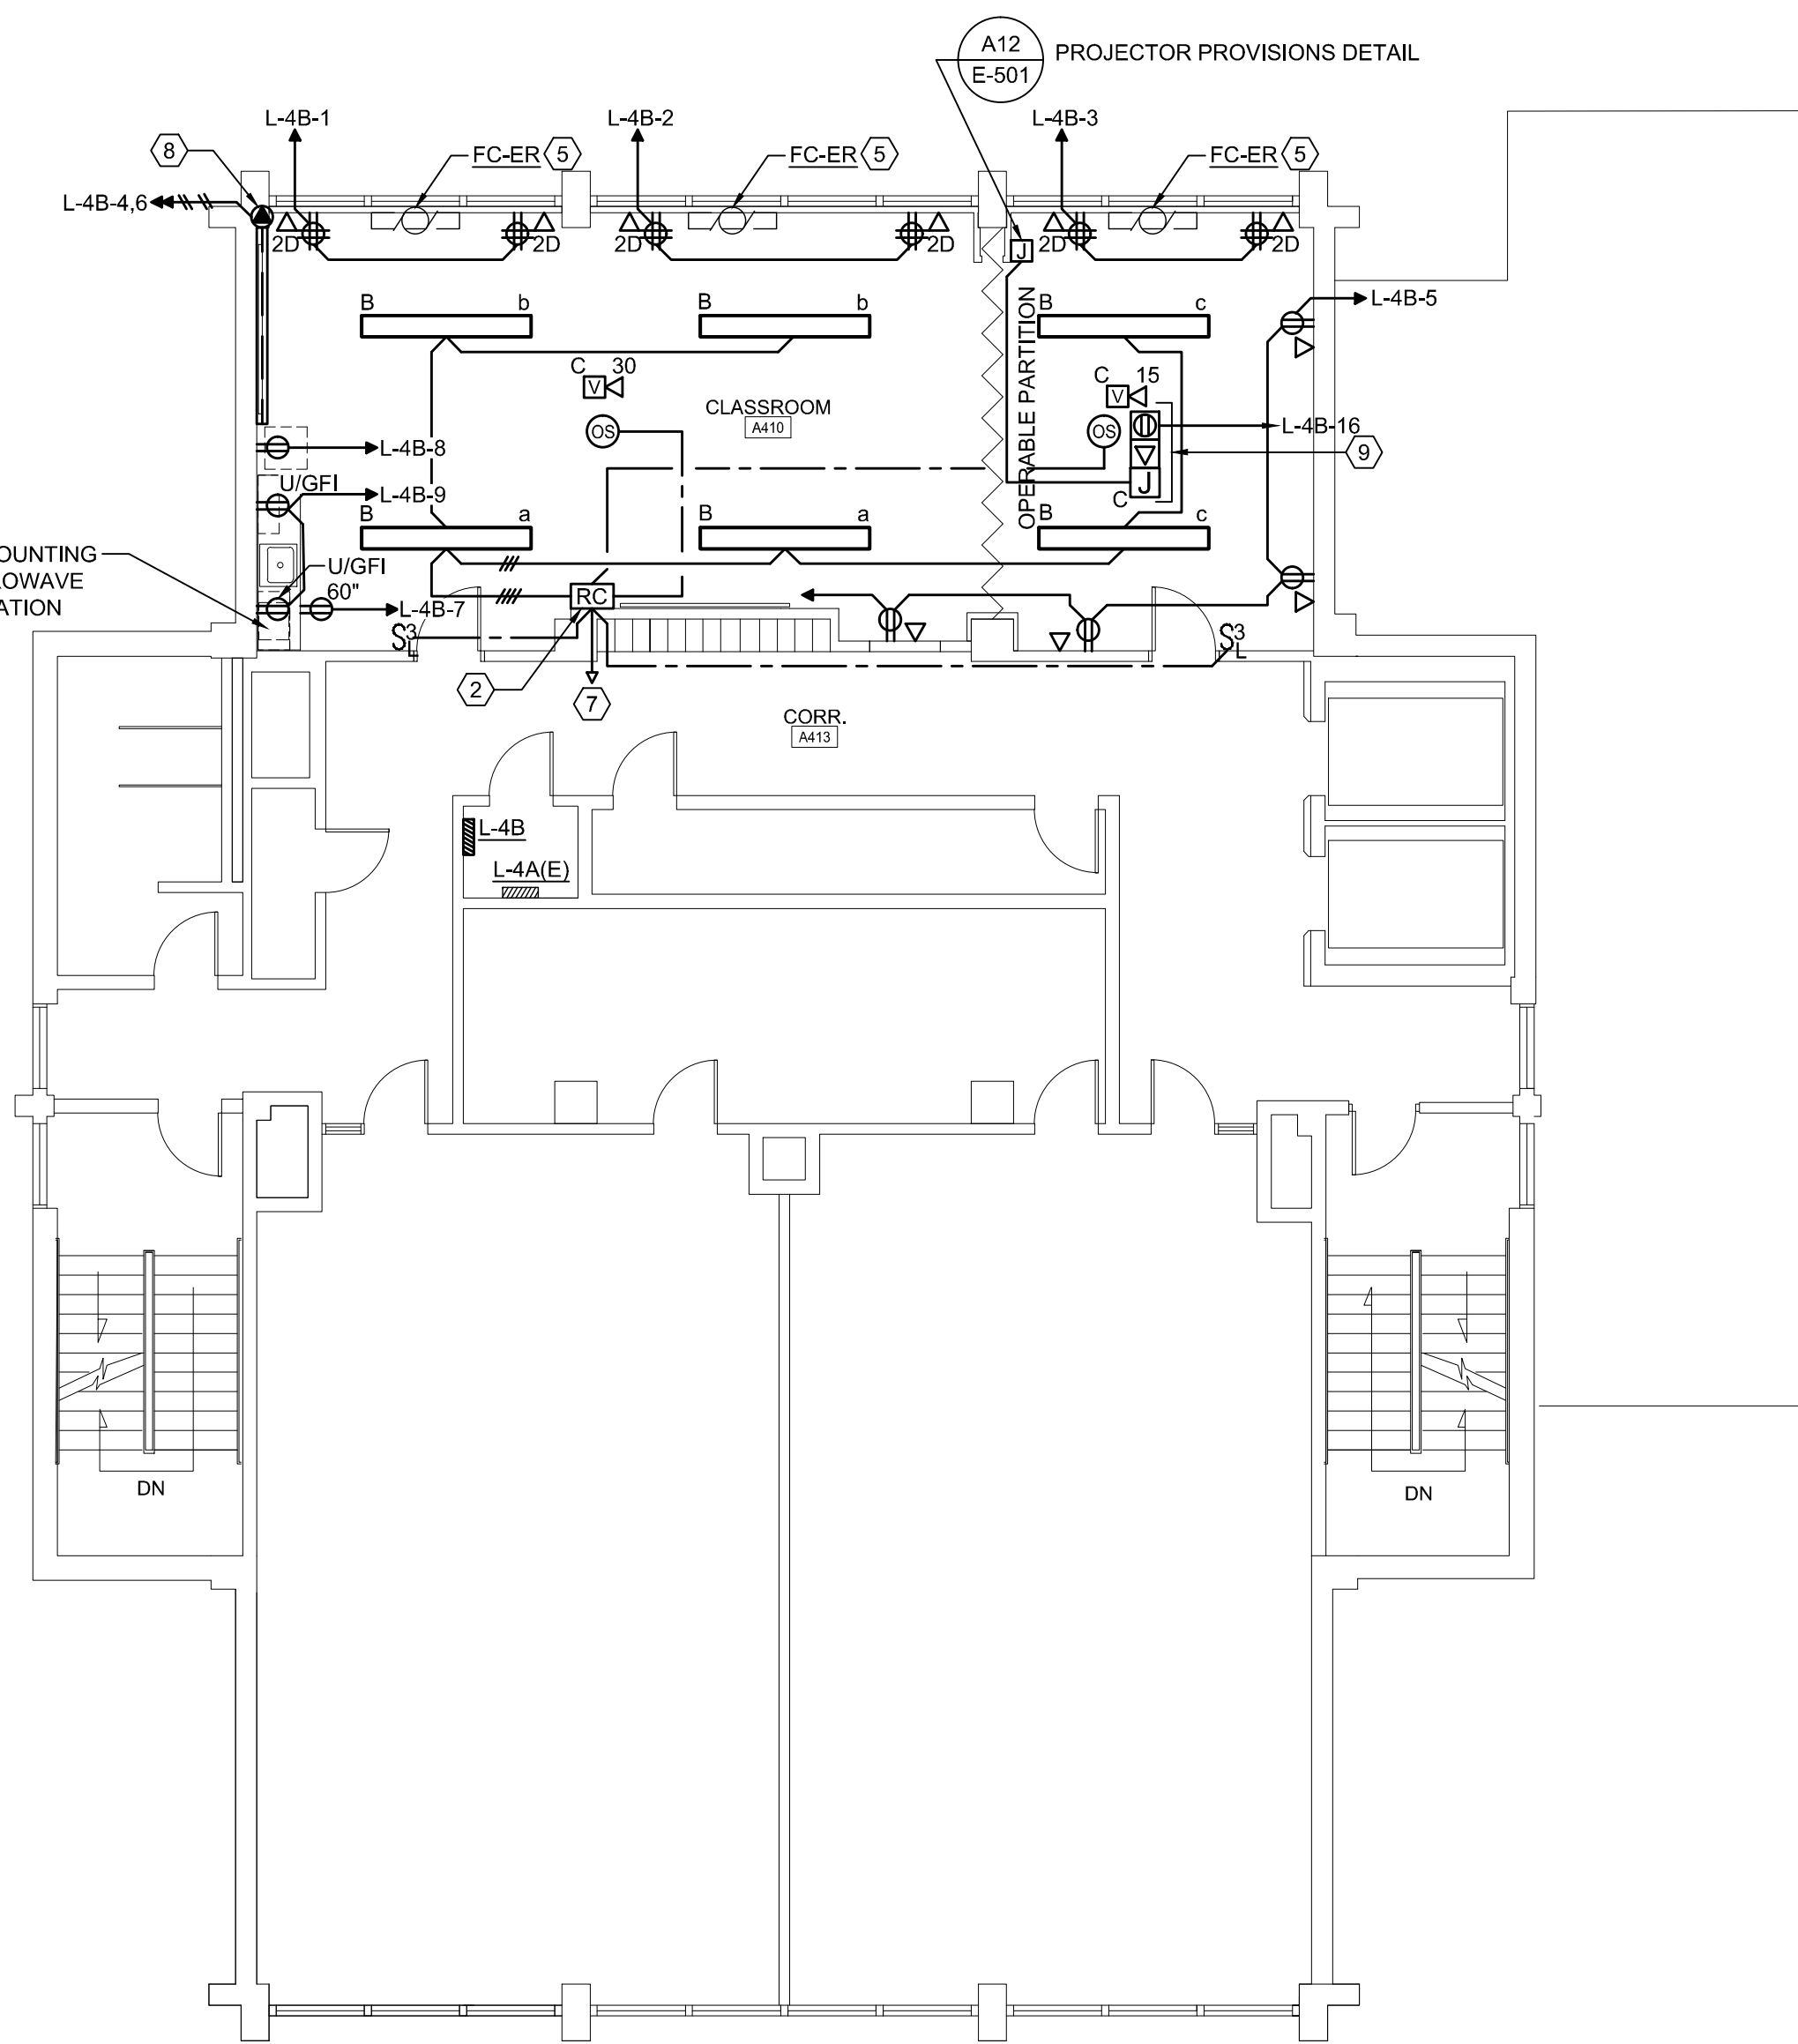 A12
E-501
PROJECTOR PROVISIONS DETAIL
L-4B-1
L-4B-2
L-4B-3
8
FC-ER 5
FC-ER 5
FC-ER 5
L-4B-4,6
2D
2D
2D
2D
2D
2D
J
L-4B-5
B b
B b
B c
C 30
V
C 15
V
OPERABLE PARTITION
CLASSROOM
A410
OS
OS
L-4B-16
9
L-4B-8
U/GFI
L-4B-9
J
C
B a
B a
B c
OUNTING
OWAVE
ATION
U/GFI
60"
RC
L-4B-7
S3
L
S3
L
2
7
CORR.
A413
L-4B
L-4A(E)
DN
DN